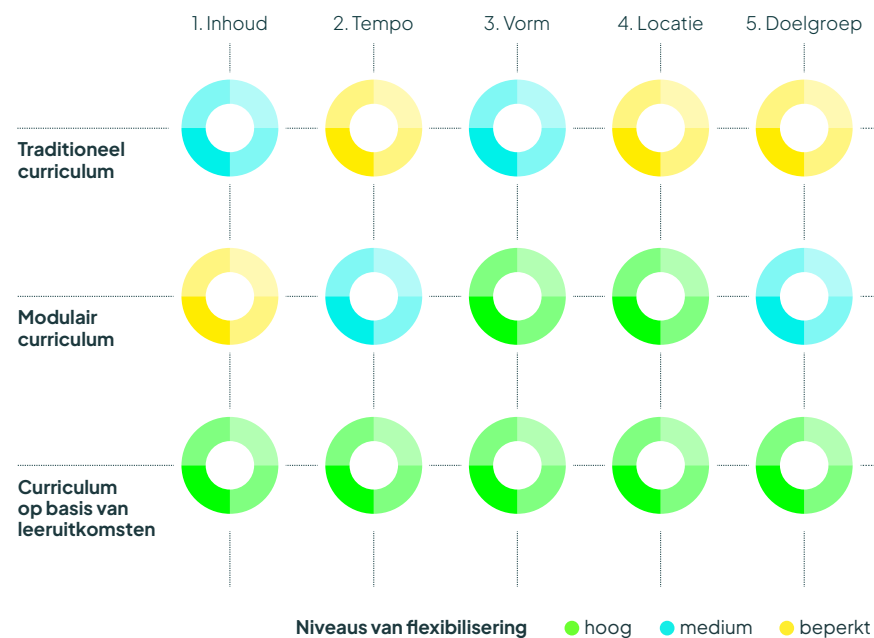 1. Inhoud
2. Tempo
3. Vorm
4. Locatie
5. Doelgroep
Traditioneel
curriculum
Modulair
curriculum
Curriculum
op basis van
leeruitkomsten
Niveaus van flexibilisering
hoog
medium
beperkt